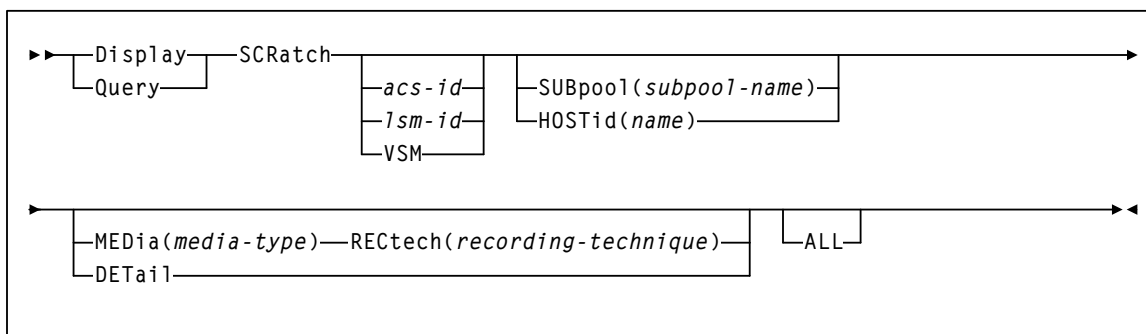 Display SCRatch
Query
acs-id
lsm-id
VSM
SUBpool(subpool-name)
HOSTid(name)
MEDia(media-type) RECtech(recording-technique)
DETail
ALL